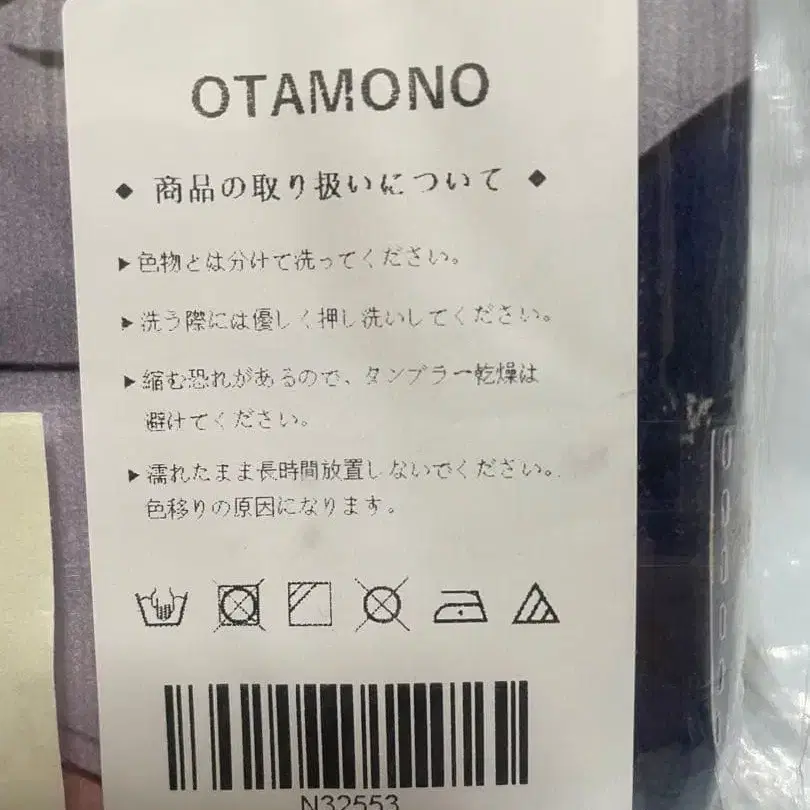 OTAMONO
◆ 商品の取り扱いについて ◆
▶色物とは分けて洗ってください。
▶洗う際には優しく押し洗いしてください。
▶縮む恐れがあるので、タンブラー乾燥は
避けてください。
▶濡れたまま長時間放置しないでください。
色移りの原因になります。
N32553